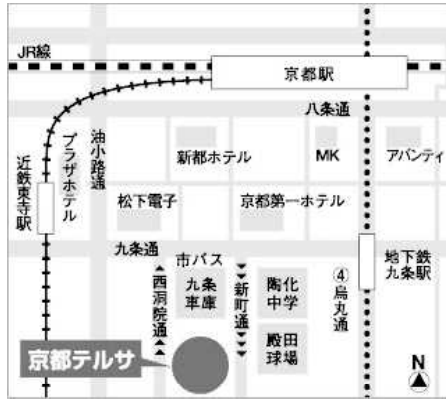 JR線
京都駅
八条通
油小路通
プラザホテル
近鉄東寺駅
新都ホテル
MK
アバンティ
松下電子
京都第一ホテル
九条通
市バス
九条
車庫
西洞院通
新町通
陶化
中学
殿田
球場
④烏丸通
地下鉄
九条駅
京都テルサ
N